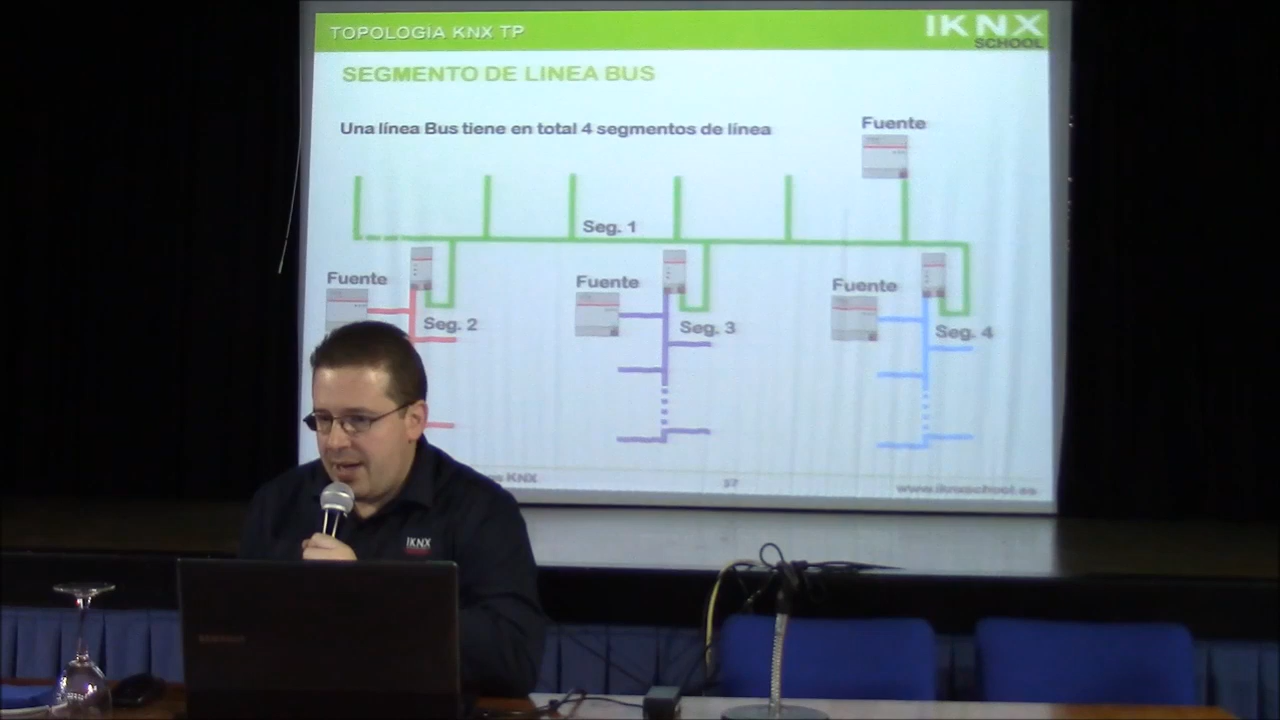 TOPOLOGÍA KNX TP
IKNX
SCHOOL
SEGMENTO DE LINEA BUS
Una línea Bus tiene en total 4 segmentos de línea
Fuente
Seg. 1
Fuente
Fuente
Fuente
Seg. 2
Seg. 3
Seg. 4
KNX
37
www.iknxschool.es
IKNX